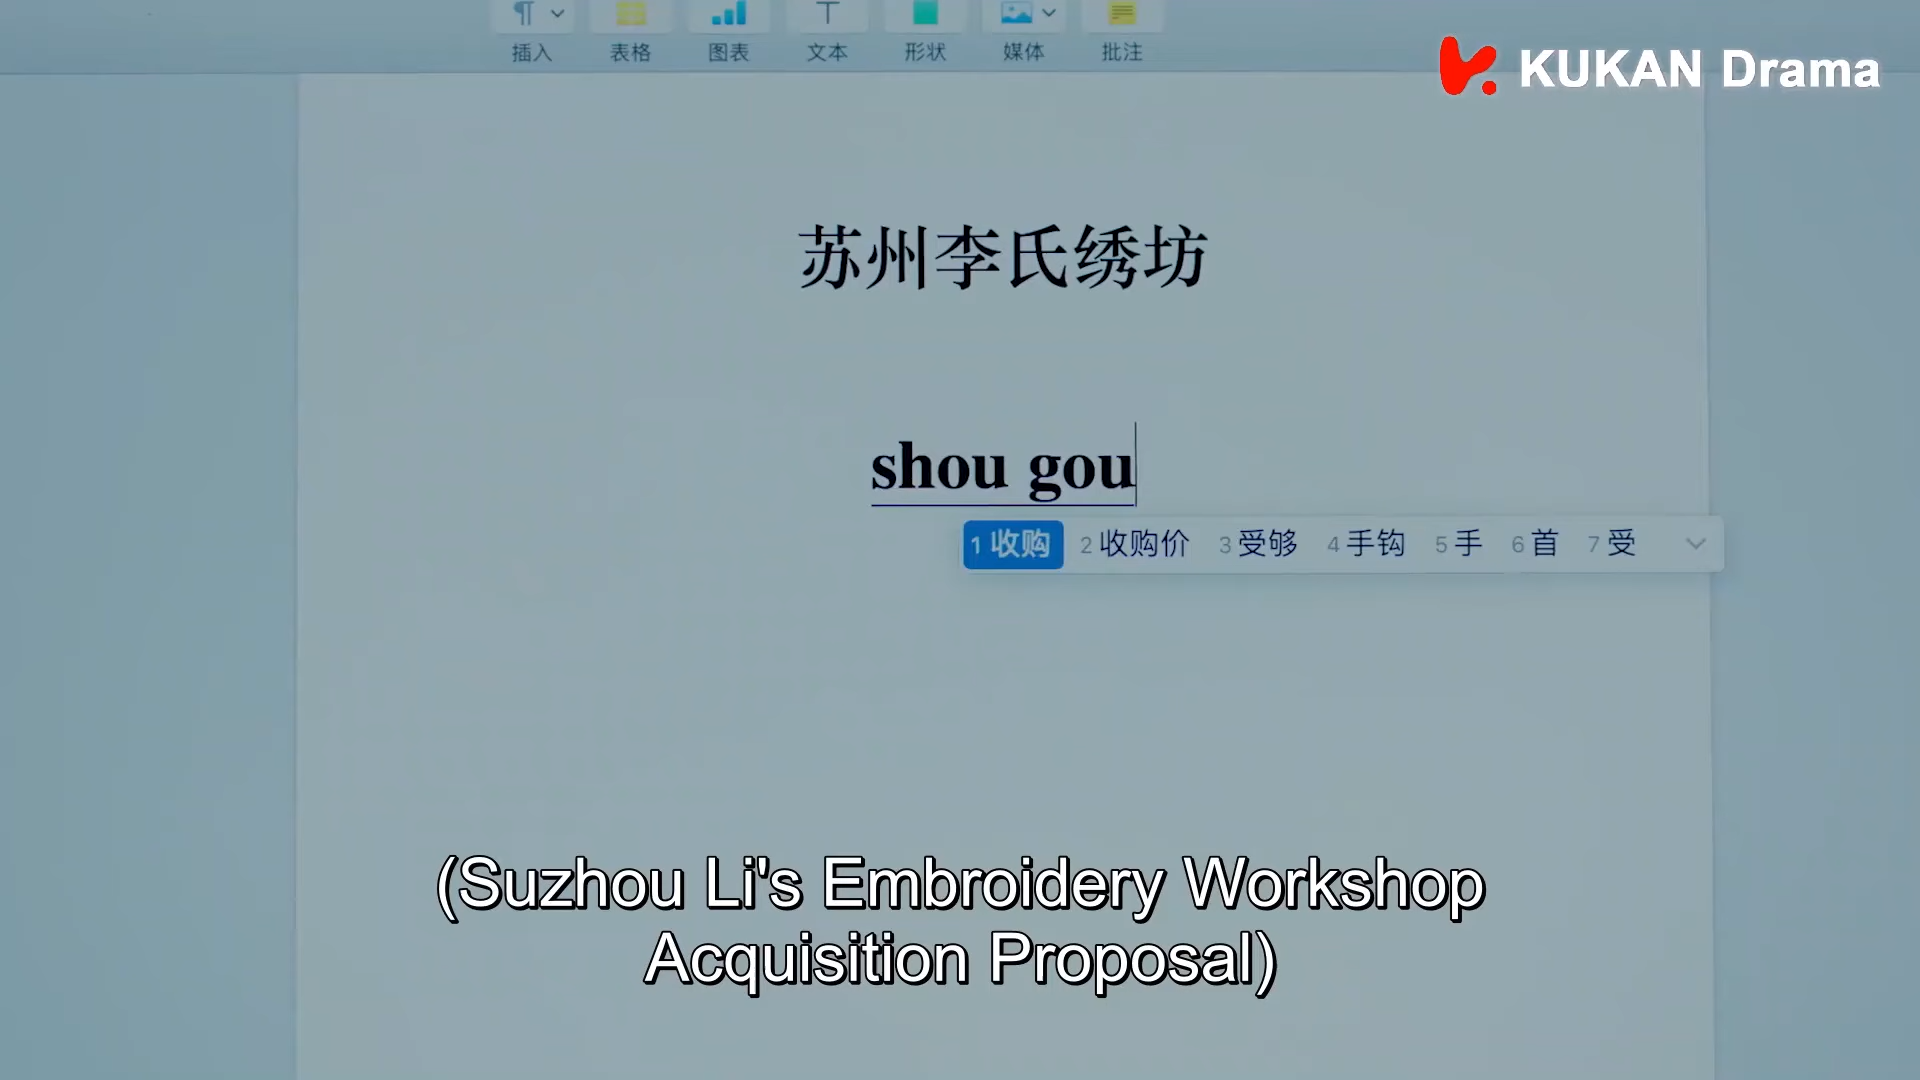 插入 表格 图表 文本 形状 媒体 批注
KUKAN Drama
苏州李氏绣坊
shou gou
1 收购 2 收购价 3 受够 4 手钩 5 手 6 首 7 受
(Suzhou Li's Embroidery Workshop
Acquisition Proposal)